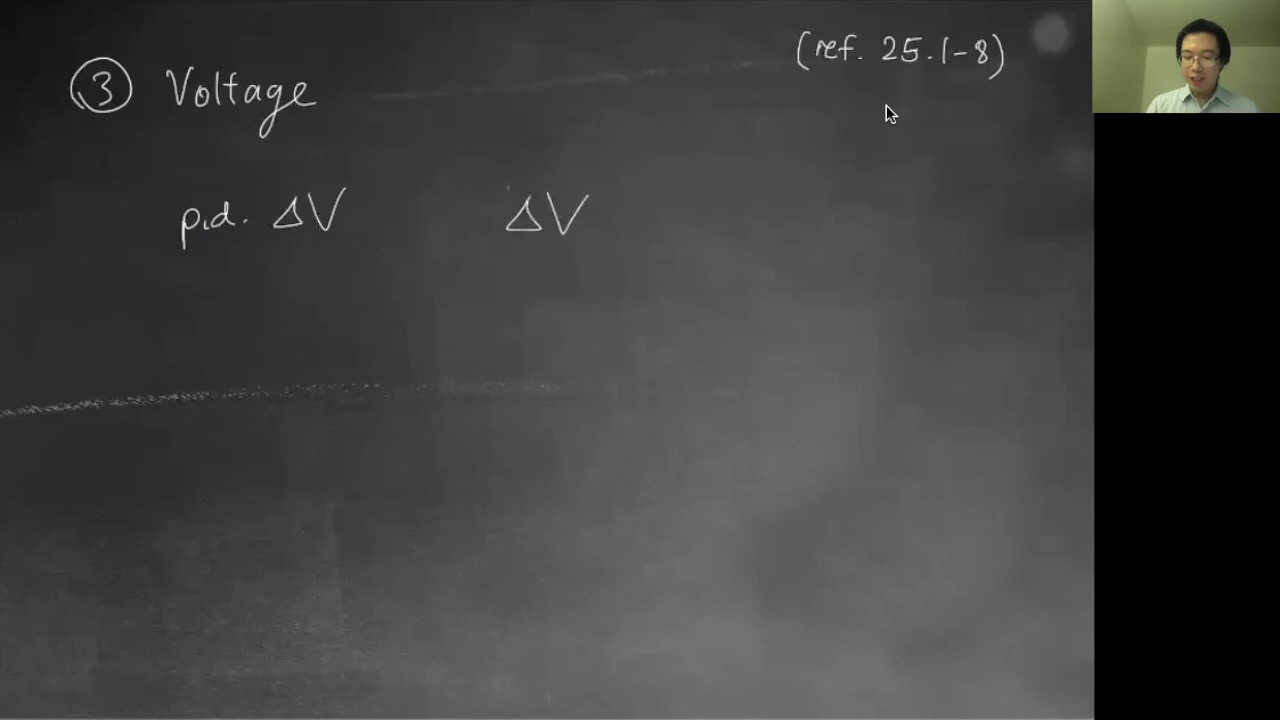 (ref. 25.1-8)
③ Voltage
p.d. ΔV ΔV